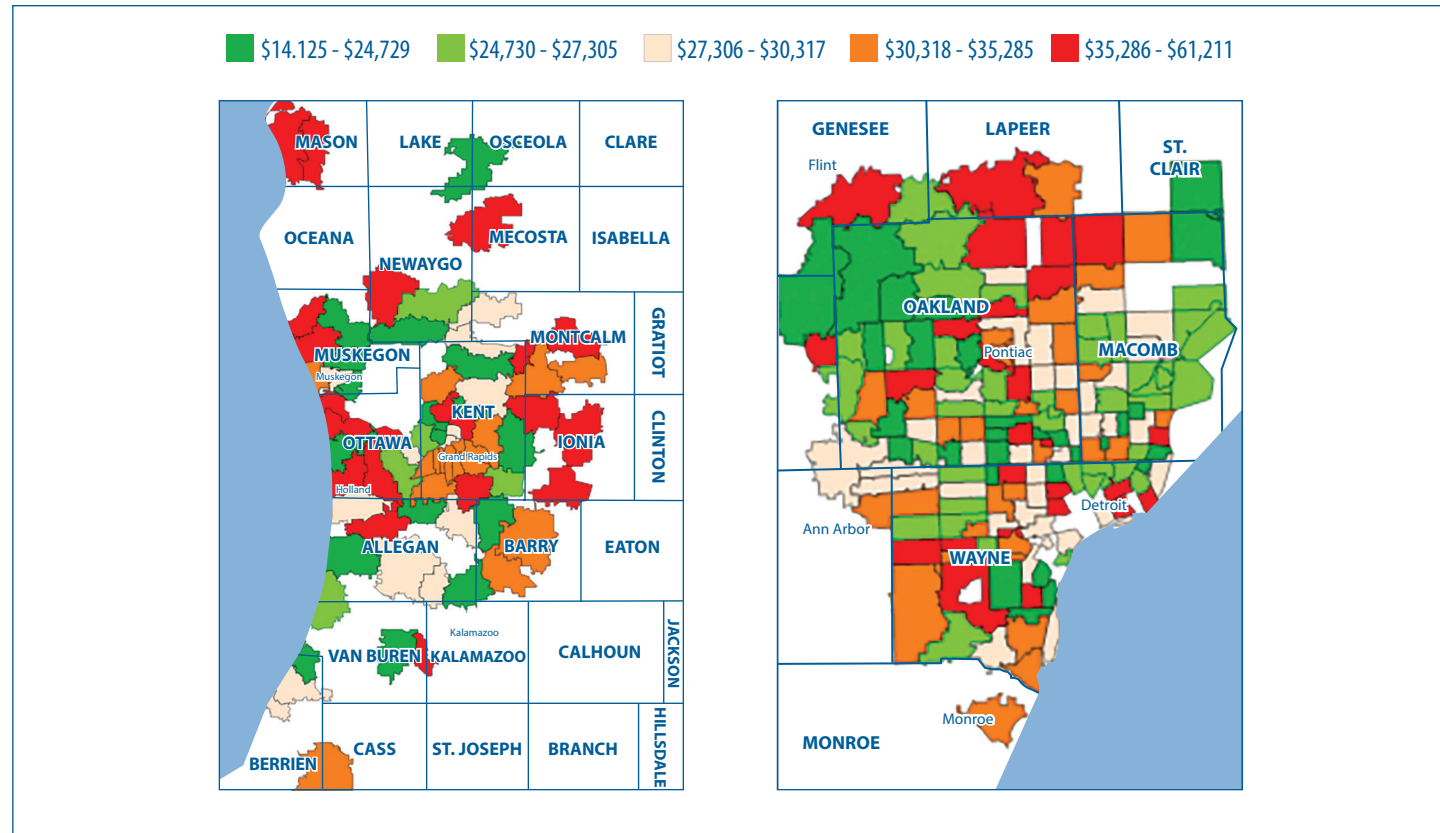 $14.125 - $24,729
$24,730 - $27,305
$27,306 - $30,317
$30,318 - $35,285
$35,286 - $61,211
MASON
LAKE
OSCEOLA
CLARE
OCEANA
MECOSTA
ISABELLA
NEWAYGO
MONTCALM
GRATIOT
MUSKEGON
Muskegon
KENT
CLINTON
OTTAWA
IONIA
Grand Rapids
Holland
ALLEGAN
BARRY
EATON
Kalamazoo
VAN BUREN
KALAMAZOO
CALHOUN
JACKSON
BERRIEN
CASS
ST. JOSEPH
BRANCH
HILLSDALE
GENESEE
LAPEER
ST.
CLAIR
Flint
OAKLAND
Pontiac
MACOMB
Detroit
Ann Arbor
WAYNE
Monroe
MONROE